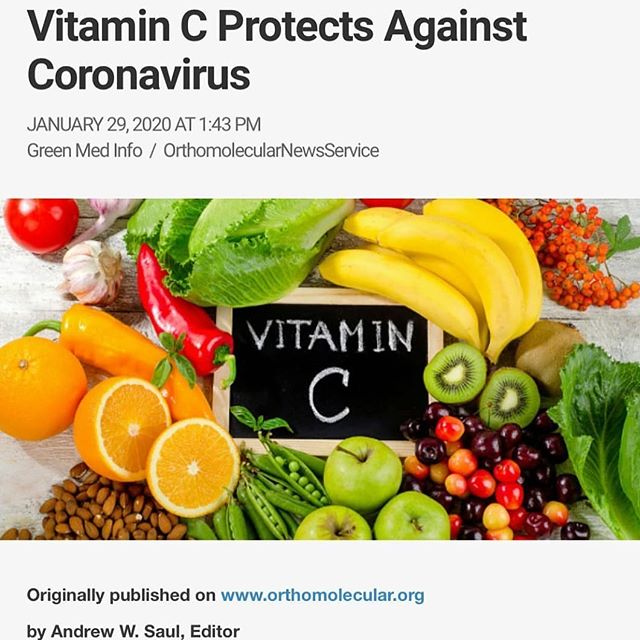 Vitamin C Protects Against
Coronavirus
JANUARY 29, 2020 AT 1:43 PM
Green Med Info / OrthomolecularNewsService
VITAMIN
C
Originally published on www.orthomolecular.org
by Andrew W. Saul, Editor